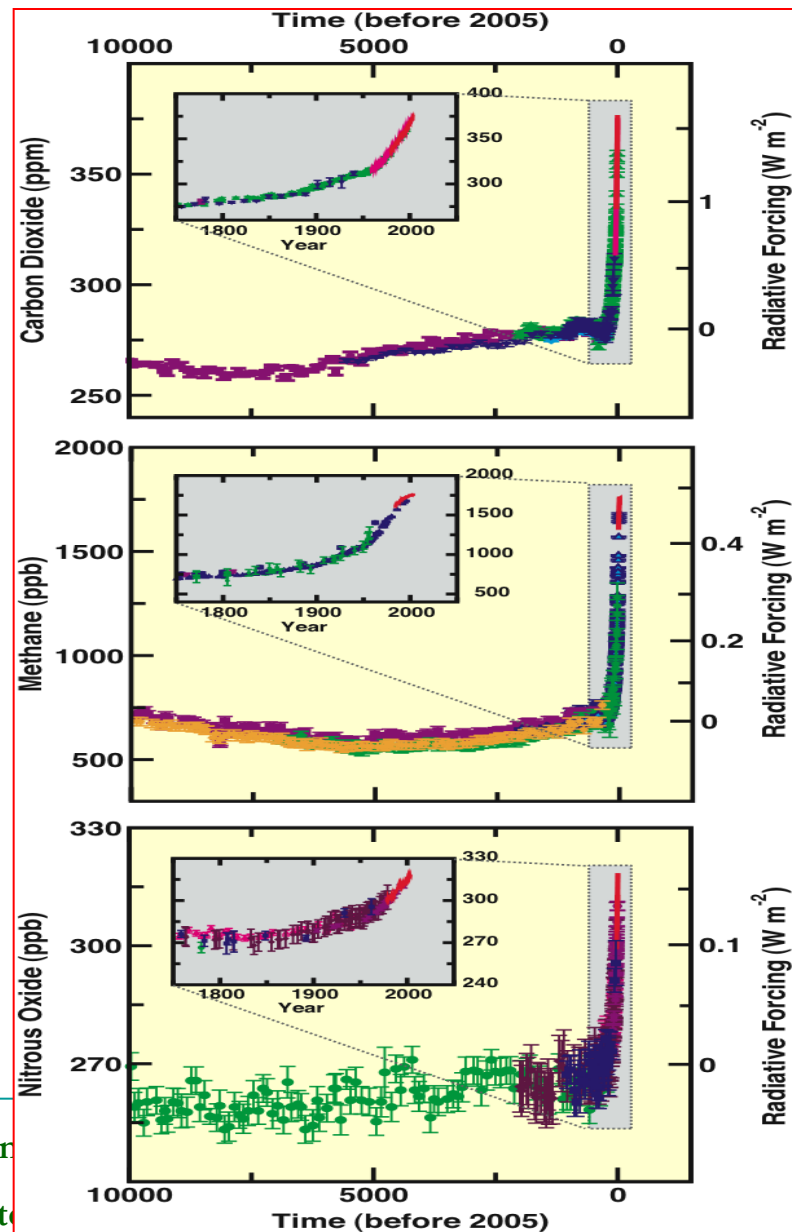 Time (before 2005)
10000 5000 0
Carbon Dioxide (ppm)
350
300
250
400
350
300
1800 1900 2000
Year
1
0
Radiative Forcing (W m-2)
Methane (ppb)
2000
1500
1000
500
2000
1500
1000
500
1800 1900 2000
Year
0.4
0.2
0
Radiative Forcing (W m-2)
Nitrous Oxide (ppb)
330
300
270
330
300
270
240
1800 1900 2000
Year
0.1
0
Radiative Forcing (W m-2)
10000 5000 0
Time (before 2005)